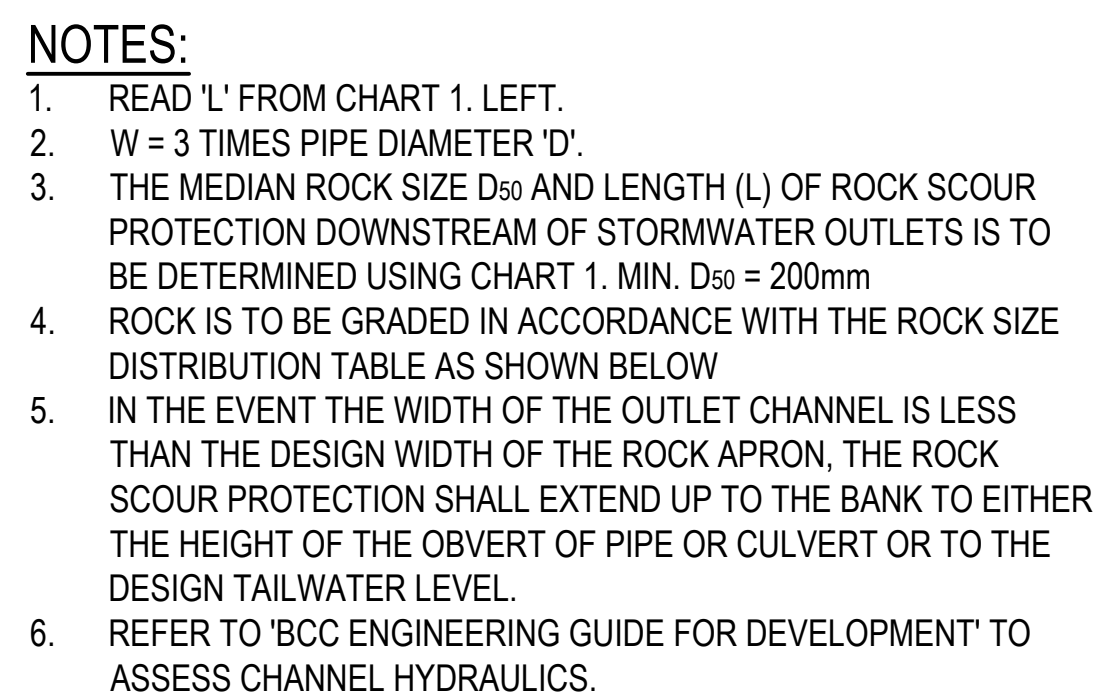 NOTES:
1. READ 'L' FROM CHART 1. LEFT.
2. W = 3 TIMES PIPE DIAMETER 'D'.
3. THE MEDIAN ROCK SIZE D50 AND LENGTH (L) OF ROCK SCOUR
PROTECTION DOWNSTREAM OF STORMWATER OUTLETS IS TO
BE DETERMINED USING CHART 1. MIN. D50 = 200mm
4. ROCK IS TO BE GRADED IN ACCORDANCE WITH THE ROCK SIZE
DISTRIBUTION TABLE AS SHOWN BELOW
5. IN THE EVENT THE WIDTH OF THE OUTLET CHANNEL IS LESS
THAN THE DESIGN WIDTH OF THE ROCK APRON, THE ROCK
SCOUR PROTECTION SHALL EXTEND UP TO THE BANK TO EITHER
THE HEIGHT OF THE OBVERT OF PIPE OR CULVERT OR TO THE
DESIGN TAILWATER LEVEL.
6. REFER TO 'BCC ENGINEERING GUIDE FOR DEVELOPMENT' TO
ASSESS CHANNEL HYDRAULICS.